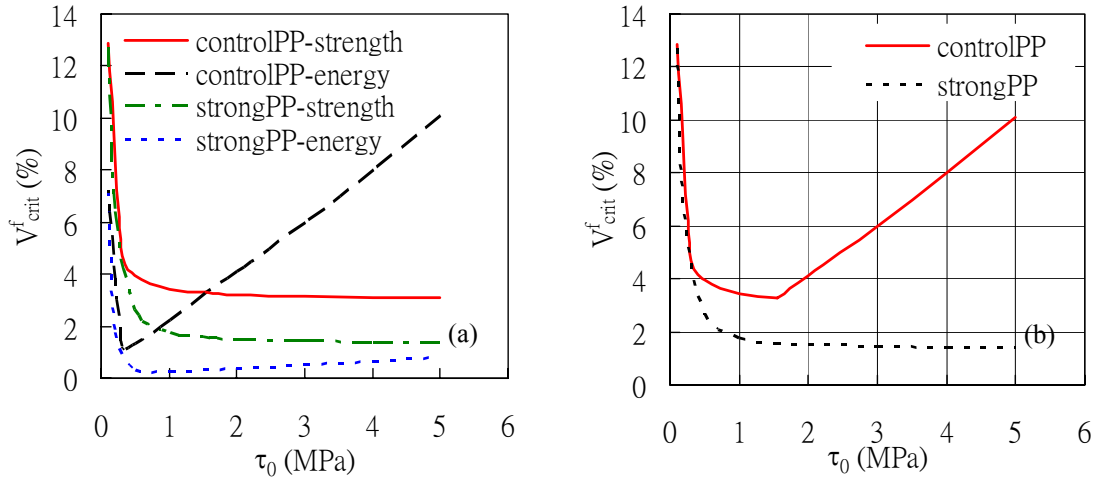 14
12
10
8
6
4
2
0
V^f_crit (%)
controlPP-strength
controlPP-energy
strongPP-strength
strongPP-energy
(a)
0 1 2 3 4 5 6
τ₀ (MPa)
14
12
10
8
6
4
2
0
V^f_crit (%)
controlPP
strongPP
(b)
0 1 2 3 4 5 6
τ₀ (MPa)